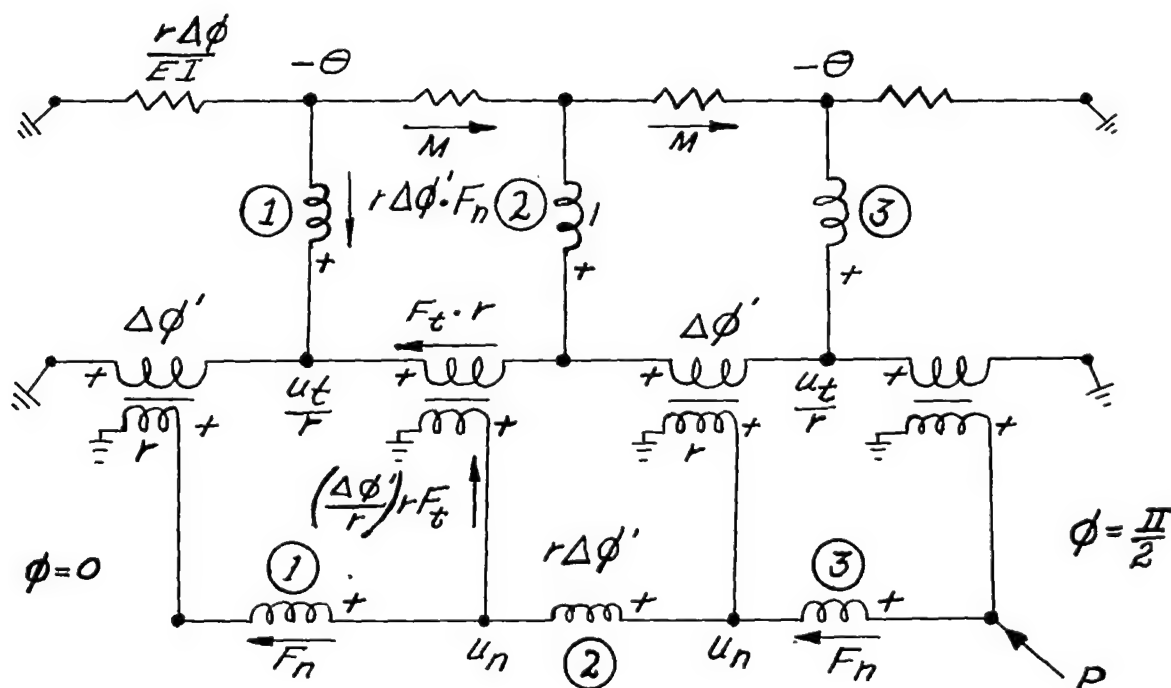 rΔϕ/EI
-θ -θ
M M
① rΔϕ'·Fn ② 1 ③
+ + +
Δϕ' Ft·r Δϕ'
+ + + +
ut/r ut/r
r + + r + +
(Δϕ'/r)rFt
ϕ=0 ① rΔϕ' ③ ϕ=π/2
+ + +
Fn un ② un Fn
P